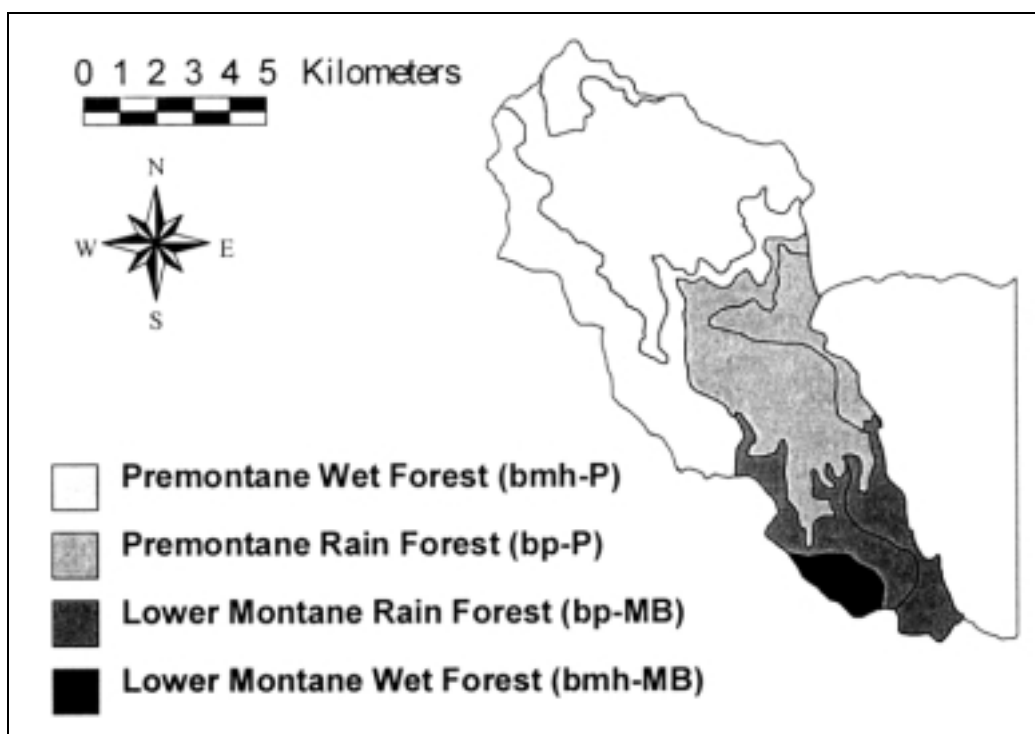 0 1 2 3 4 5 Kilometers
N
W E
S
Premontane Wet Forest (bmh-P)
Premontane Rain Forest (bp-P)
Lower Montane Rain Forest (bp-MB)
Lower Montane Wet Forest (bmh-MB)